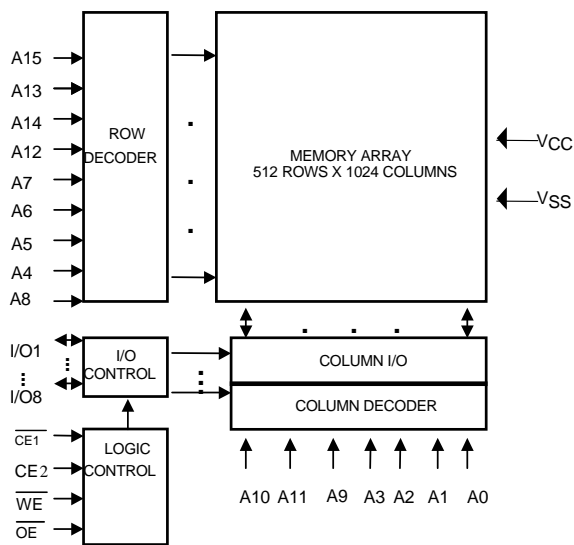 A15
A13
A14
A12
A7
A6
A5
A4
A8
ROW
DECODER
MEMORY ARRAY
512 ROWS X 1024 COLUMNS
VCC
VSS
I/O1
I/O8
I/O
CONTROL
COLUMN I/O
COLUMN DECODER
CE1
CE2
WE
OE
LOGIC
CONTROL
A10 A11 A9 A3 A2 A1 A0